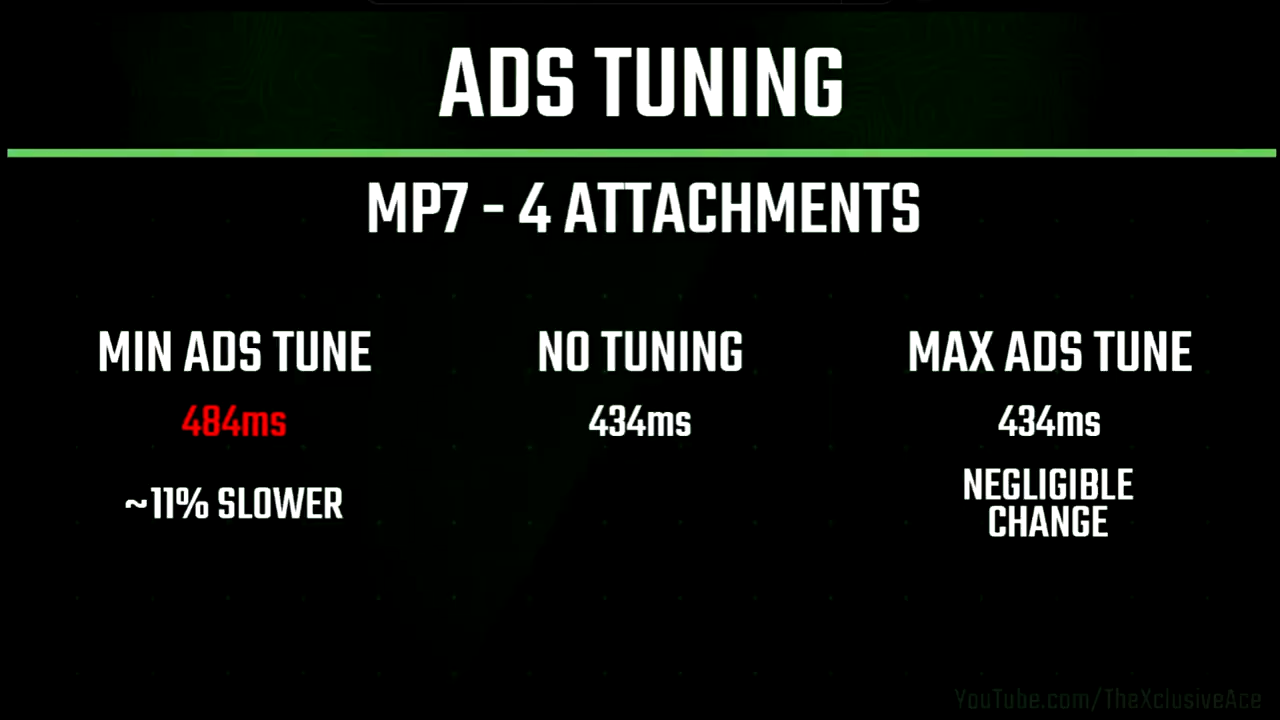 ADS TUNING
MP7 - 4 ATTACHMENTS
MIN ADS TUNE
484ms
~11% SLOWER
NO TUNING
434ms
MAX ADS TUNE
434ms
NEGLIGIBLE
CHANGE
YouTube.com/TheXclusiveAce